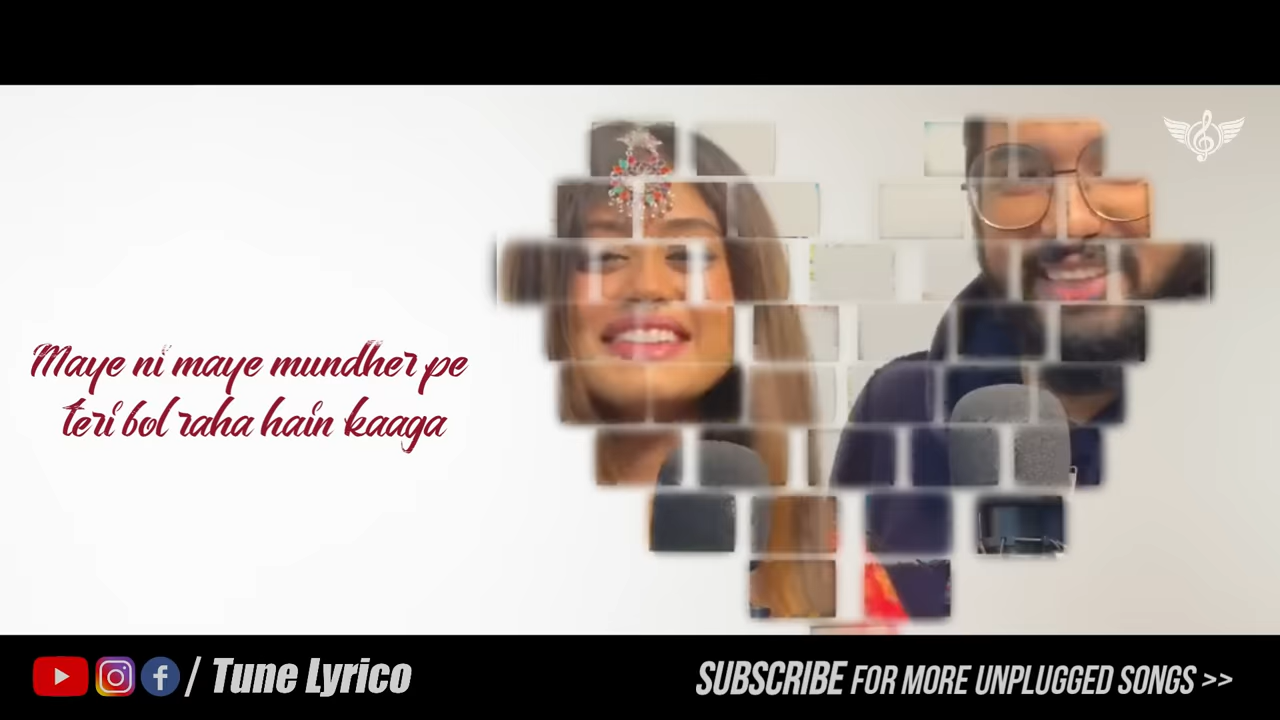 Maye ni maye mundher pe
teri bol raha hain kaaga
/ Tune Lyrico
SUBSCRIBE FOR MORE UNPLUGGED SONGS >>